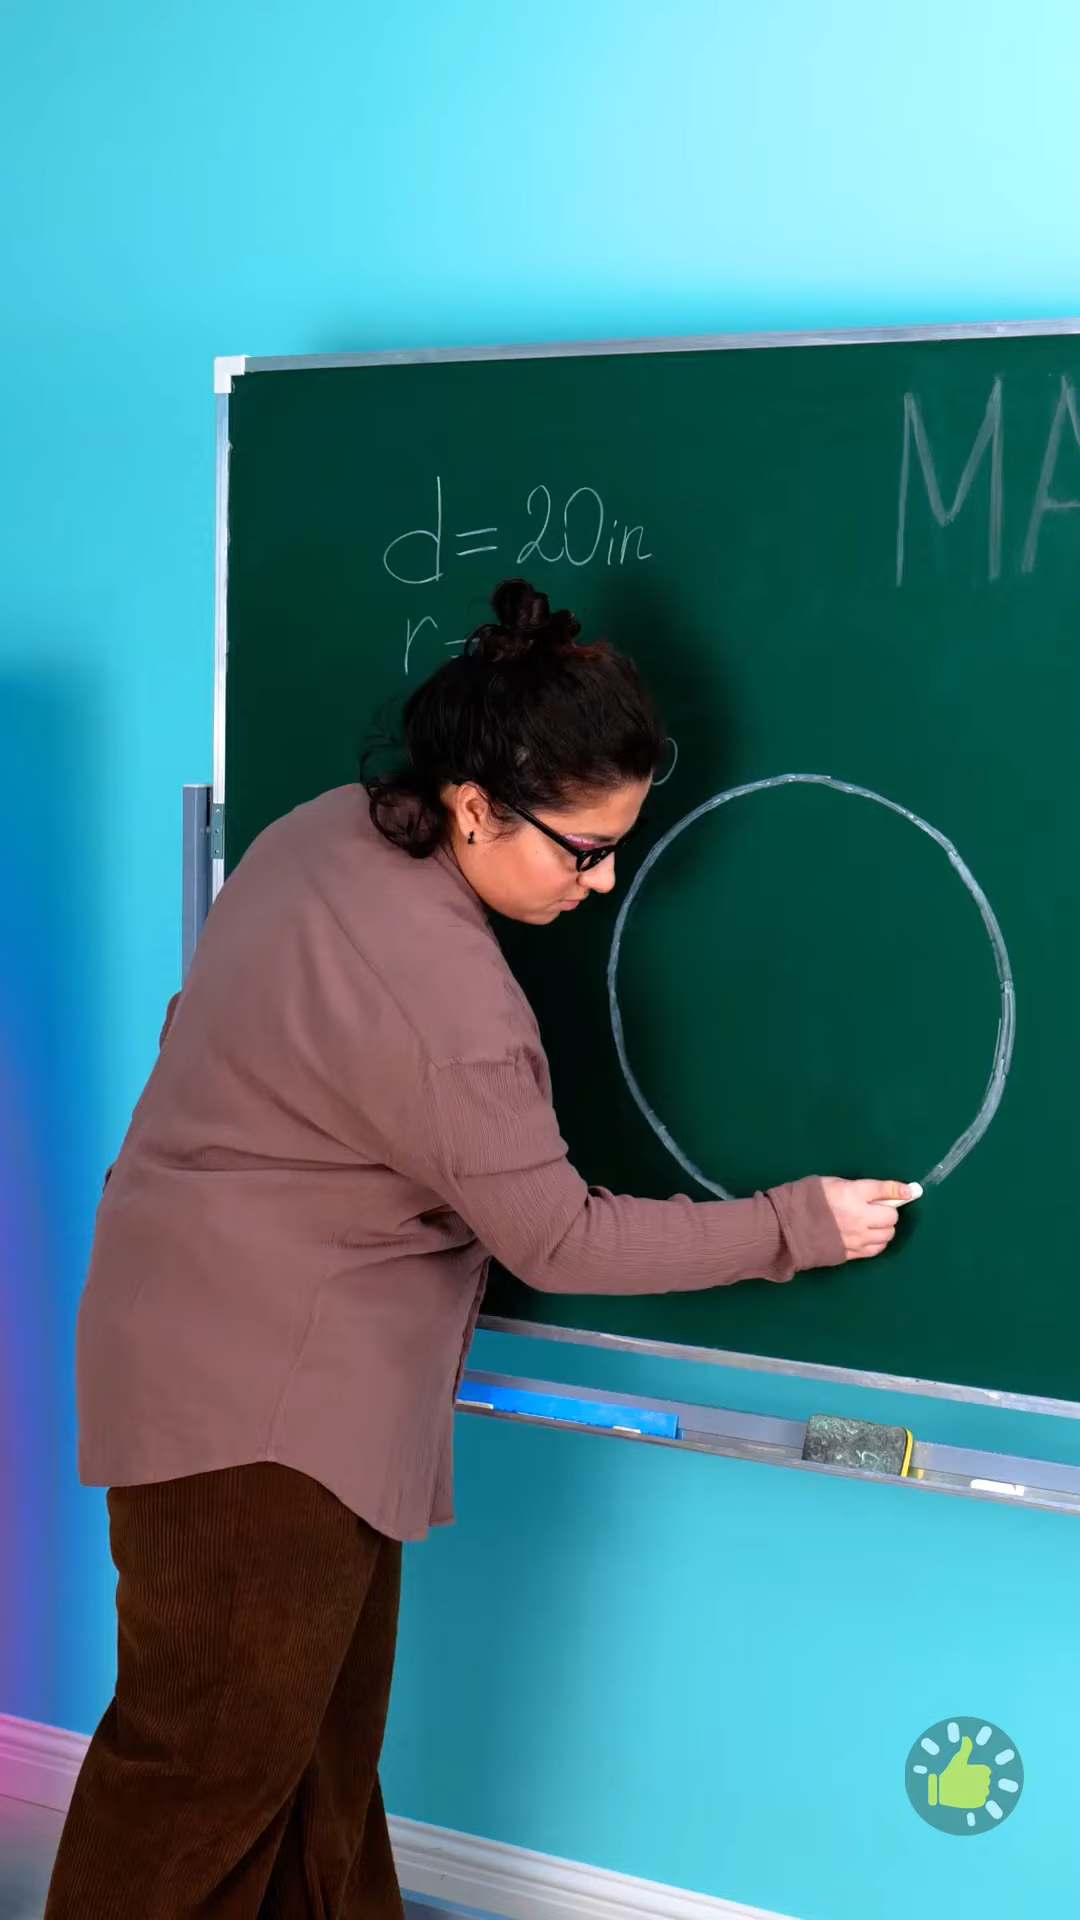 MA
d = 20in
r =